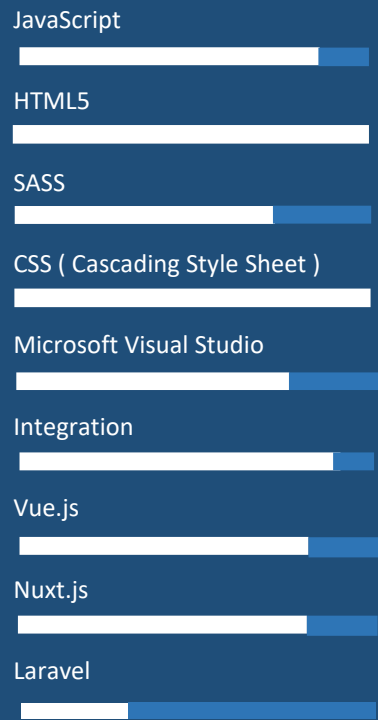 JavaScript
HTML5
SASS
CSS ( Cascading Style Sheet )
Microsoft Visual Studio
Integration
Vue.js
Nuxt.js
Laravel